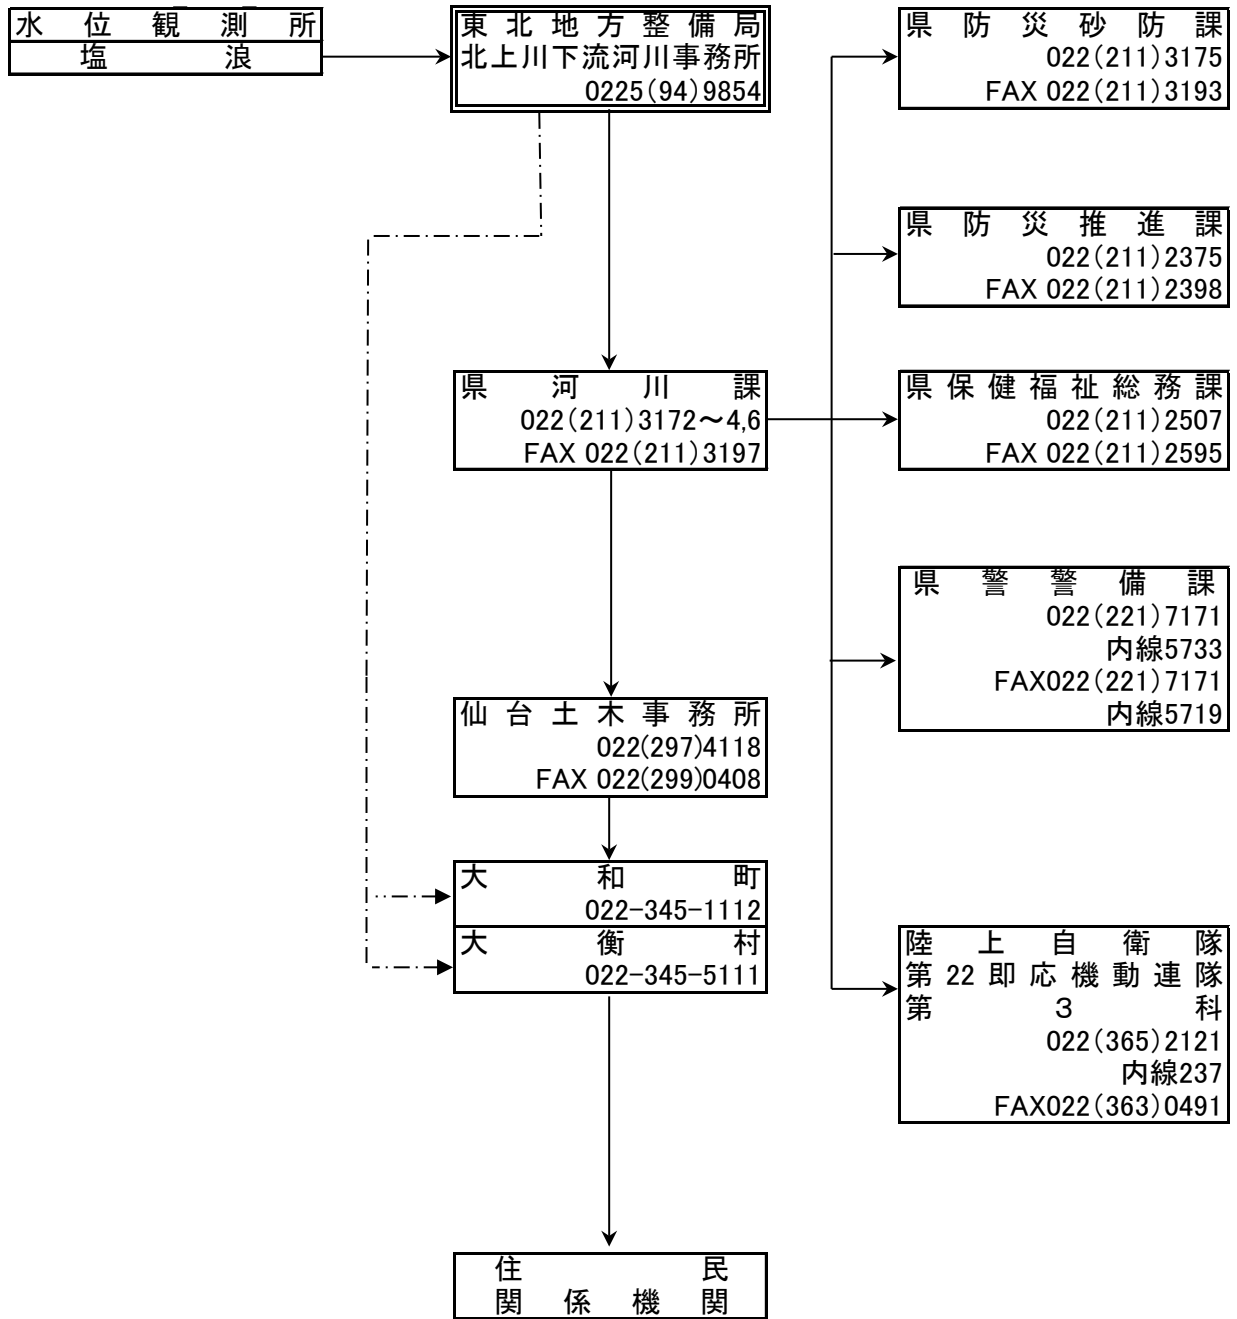 水位観測所
塩浪
東北地方整備局
北上川下流河川事務所
0225(94)9854
県河川課
022(211)3172～4,6
FAX 022(211)3197
仙台土木事務所
022(297)4118
FAX 022(299)0408
大和町
022-345-1112
大衡村
022-345-5111
住民
関係機関
県防災砂防課
022(211)3175
FAX 022(211)3193
県防災推進課
022(211)2375
FAX 022(211)2398
県保健福祉総務課
022(211)2507
FAX 022(211)2595
県警警備課
022(221)7171
内線5733
FAX022(221)7171
内線5719
陸上自衛隊
第22即応機動連隊
第３科
022(365)2121
内線237
FAX022(363)0491